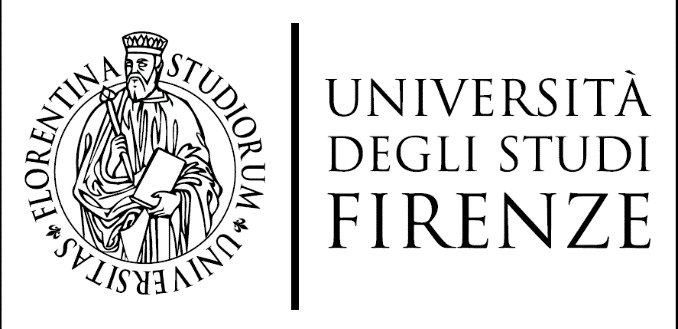 FLORENTINA STUDIORUM UNIVERSITAS
UNIVERSITÀ
DEGLI STUDI
FIRENZE